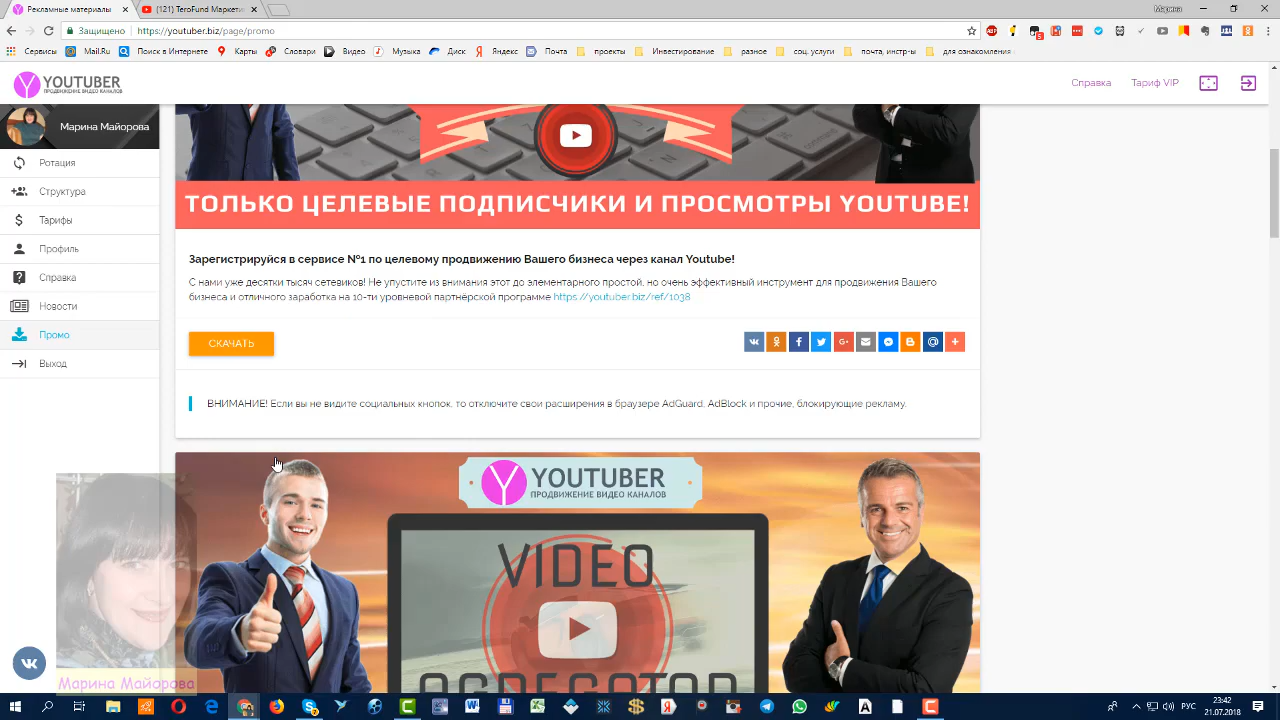 Рекламные материалы
(121) TeroFund Маркети
Марина
Защищено
https://youtuber.biz/page/promo
Сервисы
Mail.Ru
Поиск в Интернете
Карты
Словари
Видео
Музыка
Диск
Яндекс
Почта
проекты
Инвестирование
разное
соц.услуги
почта, инстр-ы
для ознакомления
YOUTUBER
ПРОДВИЖЕНИЕ ВИДЕО КАНАЛОВ
Справка
Тариф VIP
Марина Майорова
Ротация
Структура
Тарифы
Профиль
Справка
Новости
Промо
Выход
ТОЛЬКО ЦЕЛЕВЫЕ ПОДПИСЧИКИ И ПРОСМОТРЫ YOUTUBE!
Зарегистрируйся в сервисе №1 по целевому продвижению Вашего бизнеса через канал Youtube!
С нами уже десятки тысяч сетевиков! Не упустите из внимания этот до элементарного простой, но очень эффективный инструмент для продвижения Вашего
бизнеса и отличного заработка на 10-ти уровневой партнёрской программе https://youtuber.biz/ref/1038
СКАЧАТЬ
ВНИМАНИЕ! Если вы не видите социальных кнопок, то отключите свои расширения в браузере AdGuard, AdBlock и прочие, блокирующие рекламу.
YOUTUBER
ПРОДВИЖЕНИЕ ВИДЕО КАНАЛОВ
VIDEO
AGREGATOR
Марина Майорова
РУС
23:42
21.07.2018